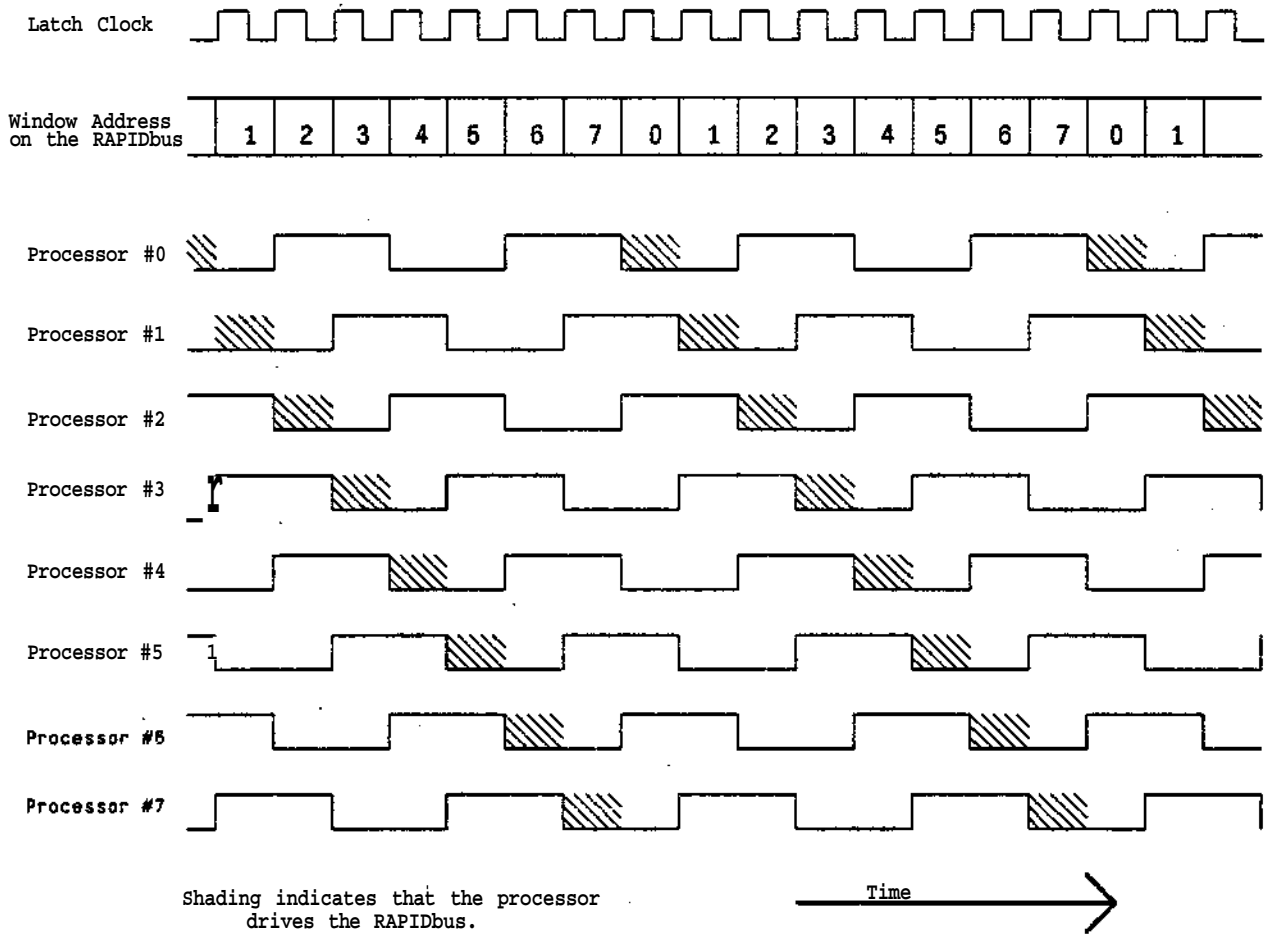 Latch Clock
Window Address
on the RAPIDbus
1 2 3 4 5 6 7 0 1 2 3 4 5 6 7 0 1
Processor #0
Processor #1
Processor #2
Processor #3
Processor #4
Processor #5
1
Processor #6
Processor #7
Shading indicates that the processor
drives the RAPIDbus.
Time